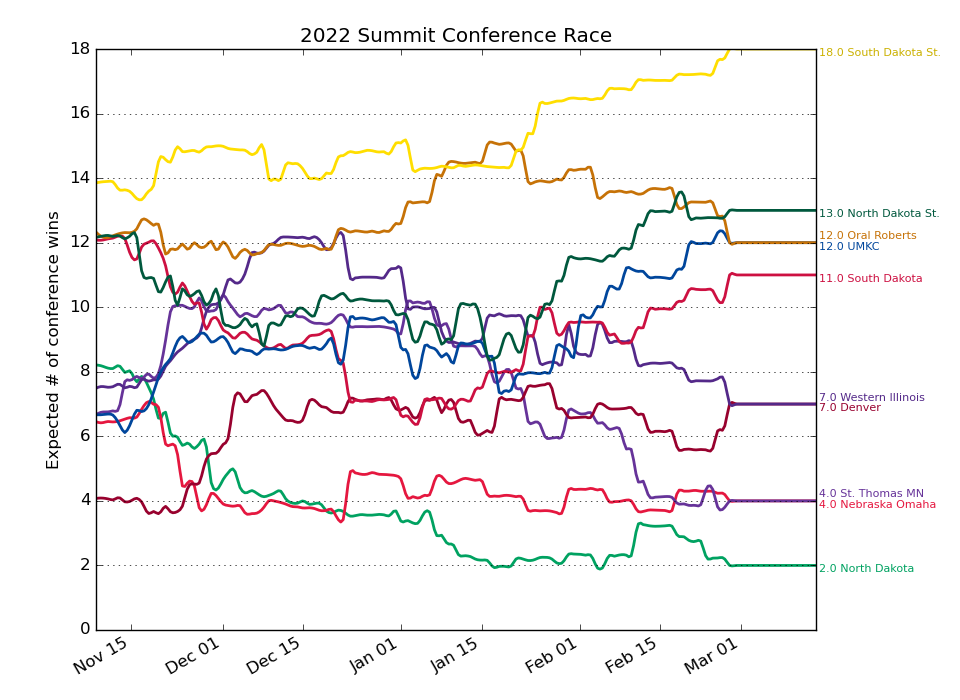 2022 Summit Conference Race
Expected # of conference wins
18
16
14
12
10
8
6
4
2
0
Nov 15
Dec 01
Dec 15
Jan 01
Jan 15
Feb 01
Feb 15
Mar 01
18.0 South Dakota St.
13.0 North Dakota St.
12.0 Oral Roberts
12.0 UMKC
11.0 South Dakota
7.0 Western Illinois
7.0 Denver
4.0 St. Thomas MN
4.0 Nebraska Omaha
2.0 North Dakota